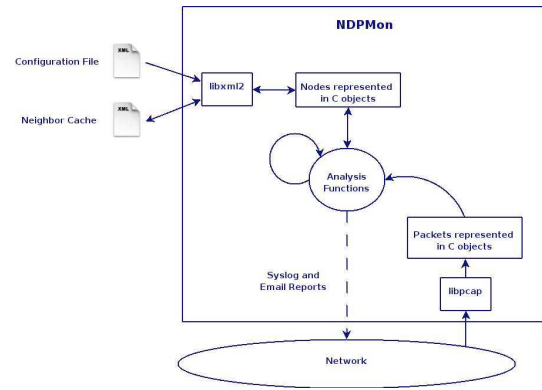 NDPMon
XML
Configuration File
libxml2
Nodes represented
in C objects
Neighbor Cache
XML
Analysis
Functions
Packets represented
in C objects
Syslog and
Email Reports
libpcap
Network